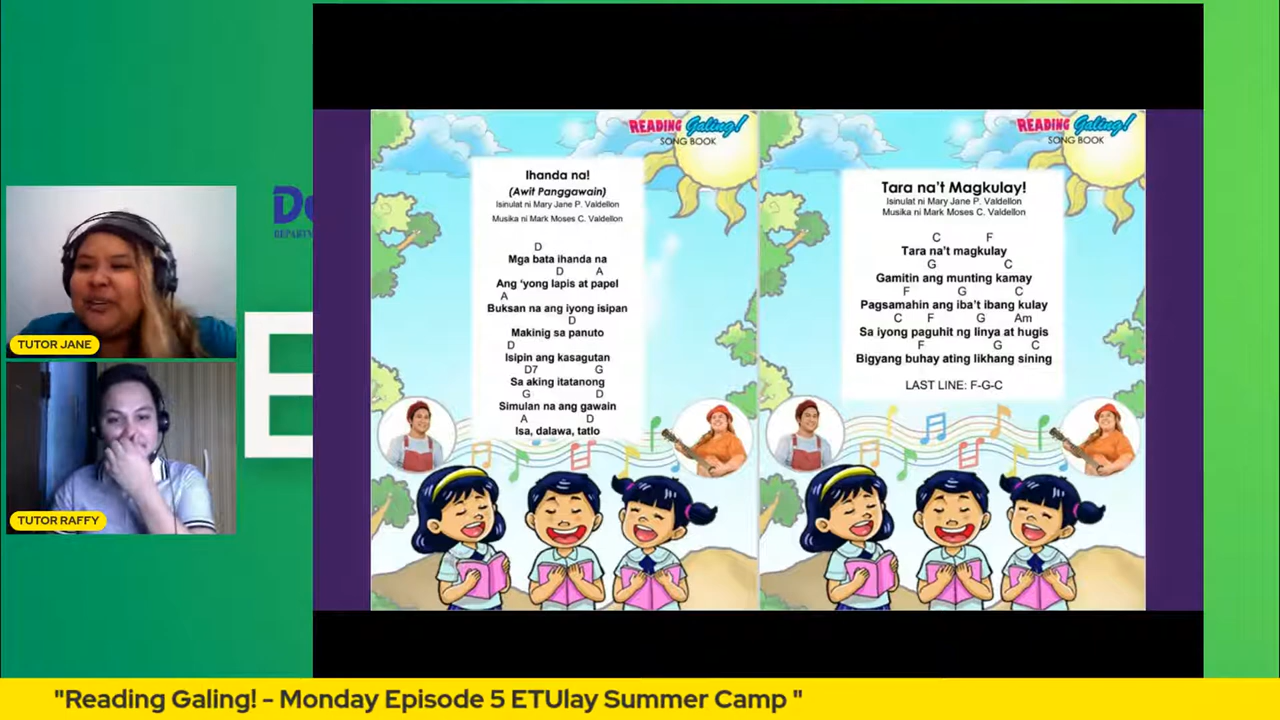 De
DEPARTM
E
TUTOR JANE
TUTOR RAFFY
READING Galing!
SONG BOOK
Ihanda na!
(Awit Panggawain)
Isinulat ni Mary Jane P. Valdellon
Musika ni Mark Moses C. Valdellon
D
Mga bata ihanda na
D A
Ang ‘yong lapis at papel
A
Buksan na ang iyong isipan
D
Makinig sa panuto
D
Isipin ang kasagutan
D7 G
Sa aking itatanong
G D
Simulan na ang gawain
A D
Isa, dalawa, tatlo
READING Galing!
SONG BOOK
Tara na’t Magkulay!
Isinulat ni Mary Jane P. Valdellon
Musika ni Mark Moses C. Valdellon
C F
Tara na’t magkulay
G C
Gamitin ang munting kamay
F G C
Pagsamahin ang iba’t ibang kulay
C F G Am
Sa iyong paguhit ng linya at hugis
F G C
Bigyang buhay ating likhang sining
LAST LINE: F-G-C
"Reading Galing! - Monday Episode 5 ETUlay Summer Camp "